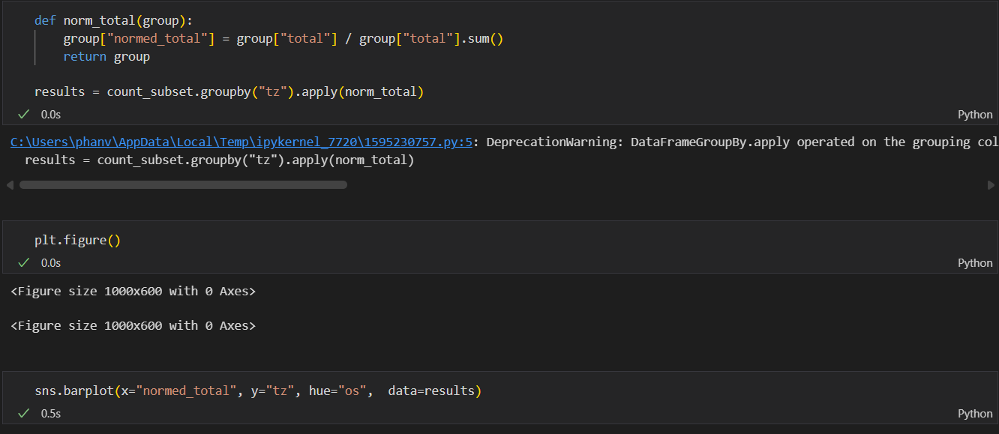 def norm_total(group):
    group["normed_total"] = group["total"] / group["total"].sum()
    return group
results = count_subset.groupby("tz").apply(norm_total)
0.0s
Python
C:\Users\phanv\AppData\Local\Temp\ipykernel_7720\1595230757.py:5: DeprecationWarning: DataFrameGroupBy.apply operated on the grouping col
  results = count_subset.groupby("tz").apply(norm_total)
plt.figure()
0.0s
Python
<Figure size 1000x600 with 0 Axes>
<Figure size 1000x600 with 0 Axes>
sns.barplot(x="normed_total", y="tz", hue="os",  data=results)
0.5s
Python